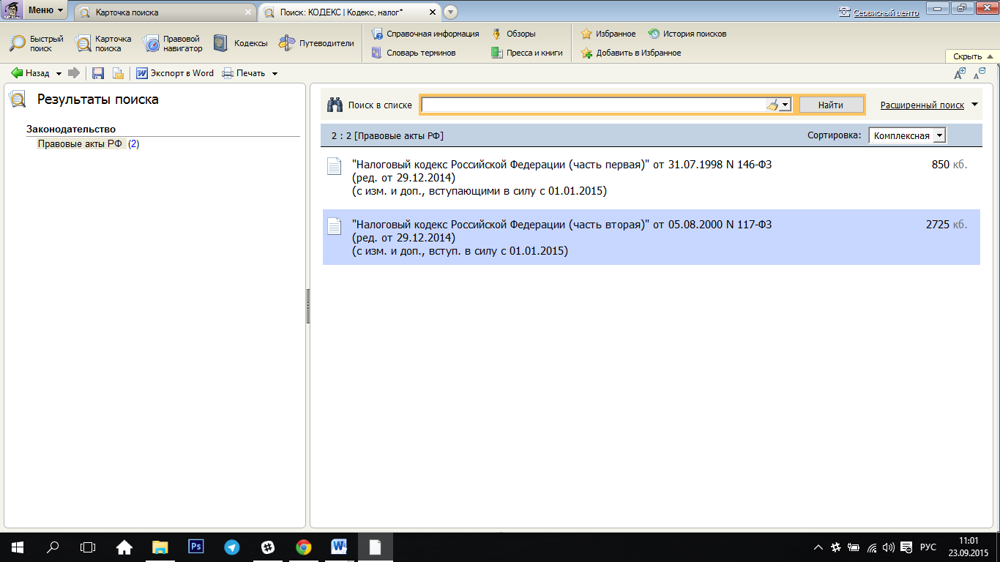 Меню
Карточка поиска
Поиск: КОДЕКС | Кодекс, налог*
Сервисный центр
Быстрый
поиск
Карточка
поиска
Правовой
навигатор
Кодексы
Путеводители
Справочная информация
Словарь терминов
Обзоры
Пресса и книги
Избранное
История поисков
Добавить в Избранное
Скрыть
Назад
Экспорт в Word
Печать
А
А
Результаты поиска
Законодательство
Правовые акты РФ (2)
Поиск в списке
Найти
Расширенный поиск
2 : 2 [Правовые акты РФ]
Сортировка: Комплексная
"Налоговый кодекс Российской Федерации (часть первая)" от 31.07.1998 N 146-ФЗ 850 кб.
(ред. от 29.12.2014)
(с изм. и доп., вступающими в силу с 01.01.2015)
"Налоговый кодекс Российской Федерации (часть вторая)" от 05.08.2000 N 117-ФЗ 2725 кб.
(ред. от 29.12.2014)
(с изм. и доп., вступ. в силу с 01.01.2015)
Ps
W
РУС
11:01
23.09.2015